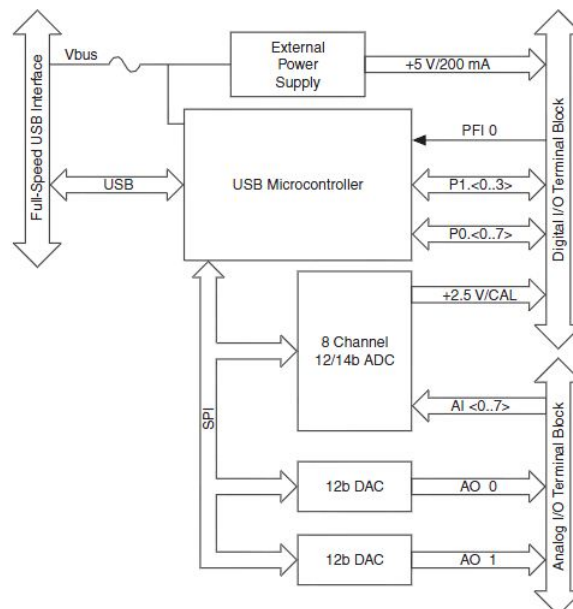 Full-Speed USB Interface
Vbus
External
Power
Supply
+5 V/200 mA
Digital I/O Terminal Block
USB
USB Microcontroller
PFI 0
P1.<0..3>
P0.<0..7>
+2.5 V/CAL
8 Channel
12/14b ADC
AI <0..7>
SPI
12b DAC
AO 0
12b DAC
AO 1
Analog I/O Terminal Block